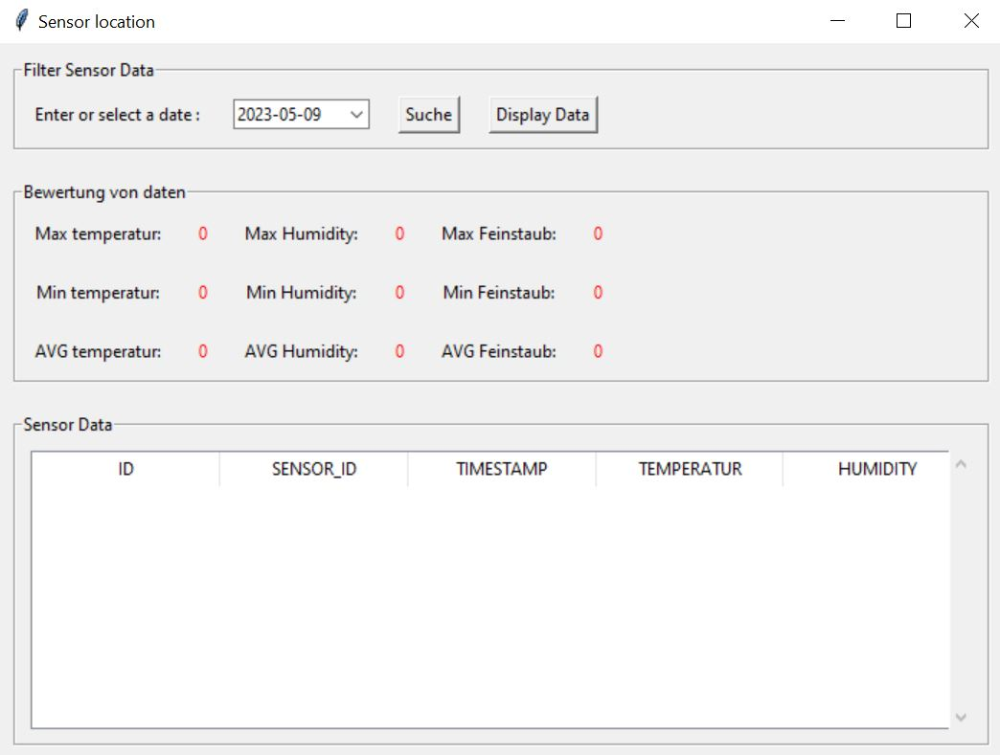 Sensor location
Filter Sensor Data
Enter or select a date : 2023-05-09 Suche Display Data
Bewertung von daten
Max temperatur: 0 Max Humidity: 0 Max Feinstaub: 0
Min temperatur: 0 Min Humidity: 0 Min Feinstaub: 0
AVG temperatur: 0 AVG Humidity: 0 AVG Feinstaub: 0
Sensor Data
ID SENSOR_ID TIMESTAMP TEMPERATUR HUMIDITY